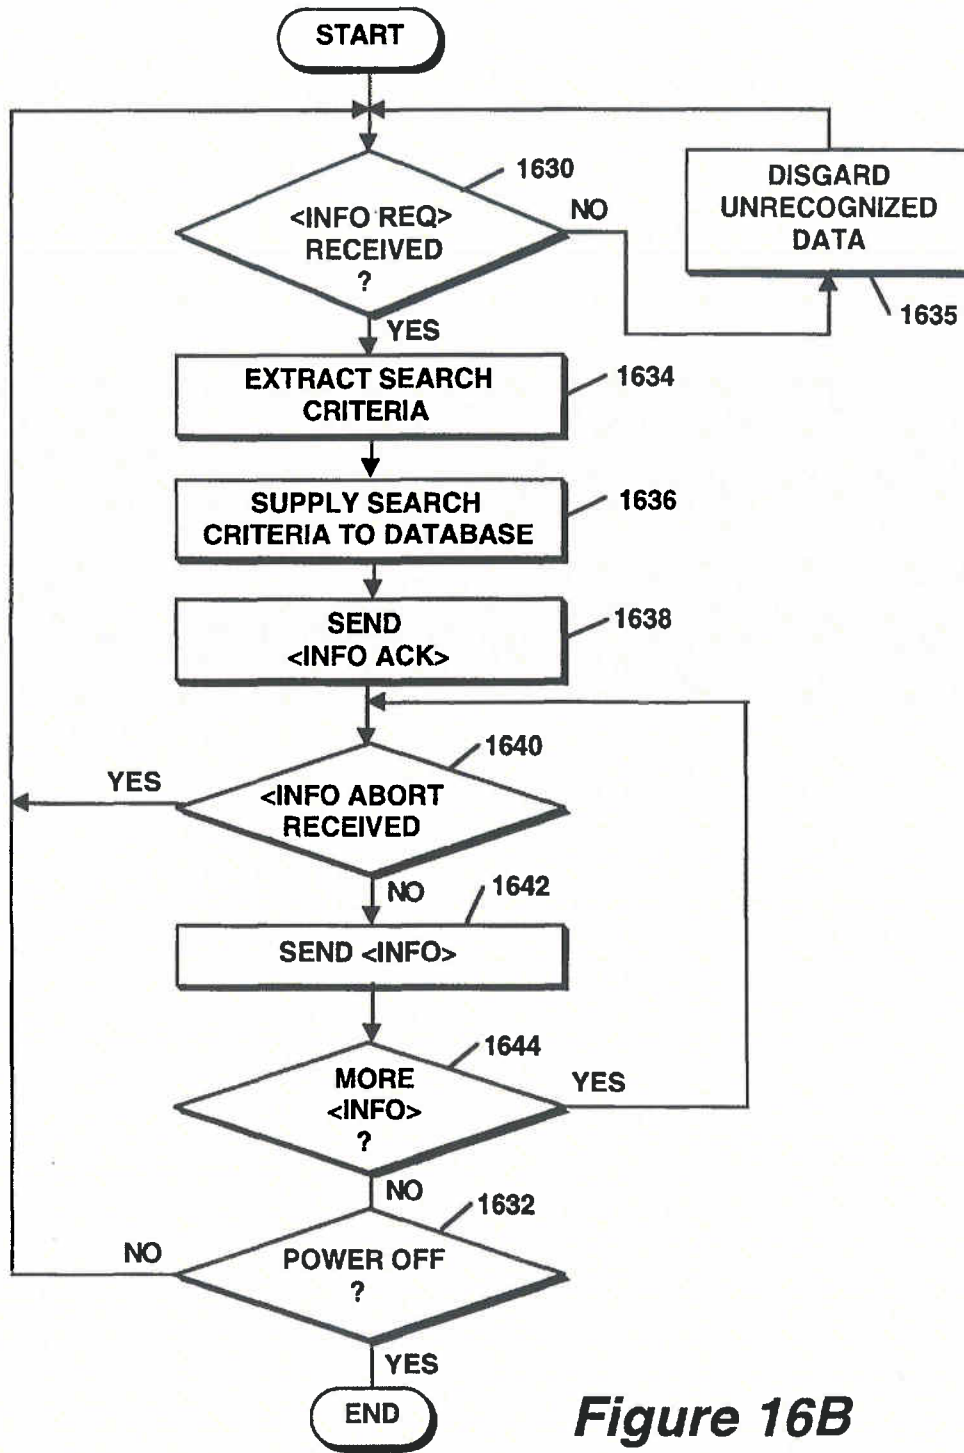 START
1630
<INFO REQ>
RECEIVED
?
NO
DISGARD
UNRECOGNIZED
DATA
1635
YES
EXTRACT SEARCH
CRITERIA
1634
SUPPLY SEARCH
CRITERIA TO DATABASE
1636
SEND
<INFO ACK>
1638
1640
YES
<INFO ABORT
RECEIVED
NO
1642
SEND <INFO>
1644
MORE
<INFO>
?
YES
NO
1632
NO
POWER OFF
?
YES
END
Figure 16B